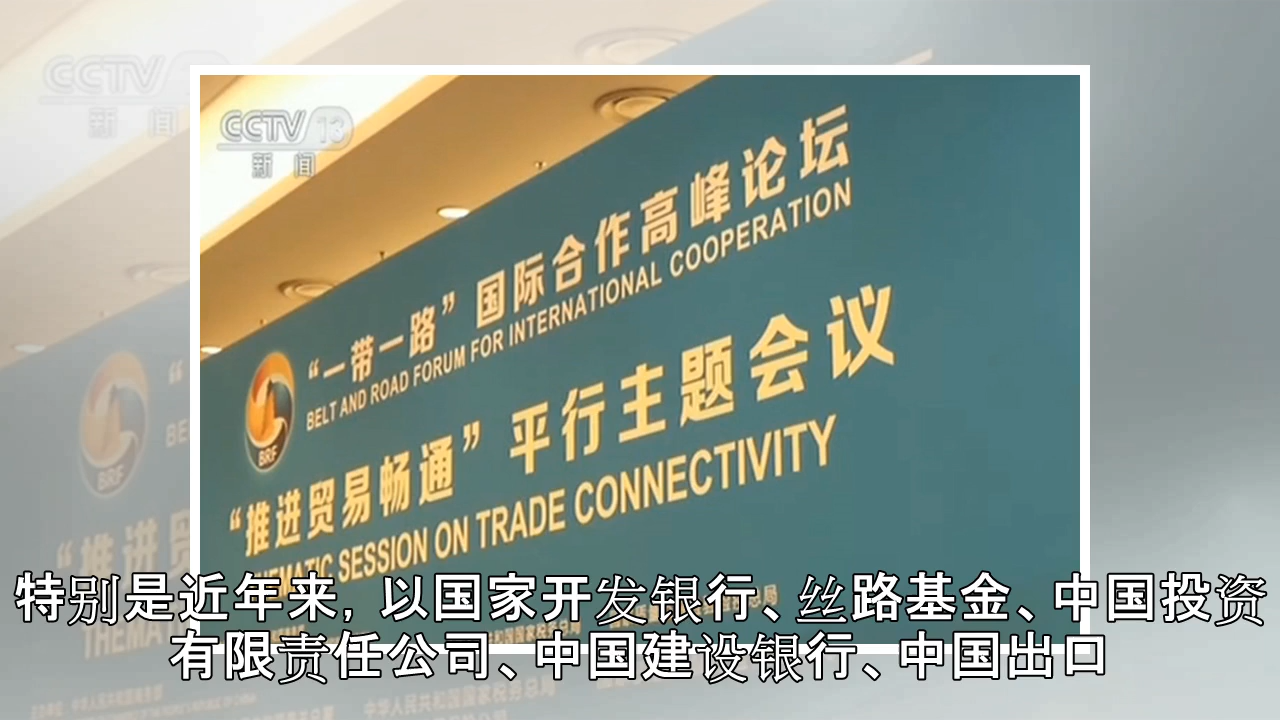 CCTV 13
新闻
“一带一路”国际合作高峰论坛
BELT AND ROAD FORUM FOR INTERNATIONAL COOPERATION
BRF
“推进贸易畅通”平行主题会议
THEMATIC SESSION ON TRADE CONNECTIVITY
特别是近年来,以国家开发银行、丝路基金、中国投资
有限责任公司、中国建设银行、中国出口